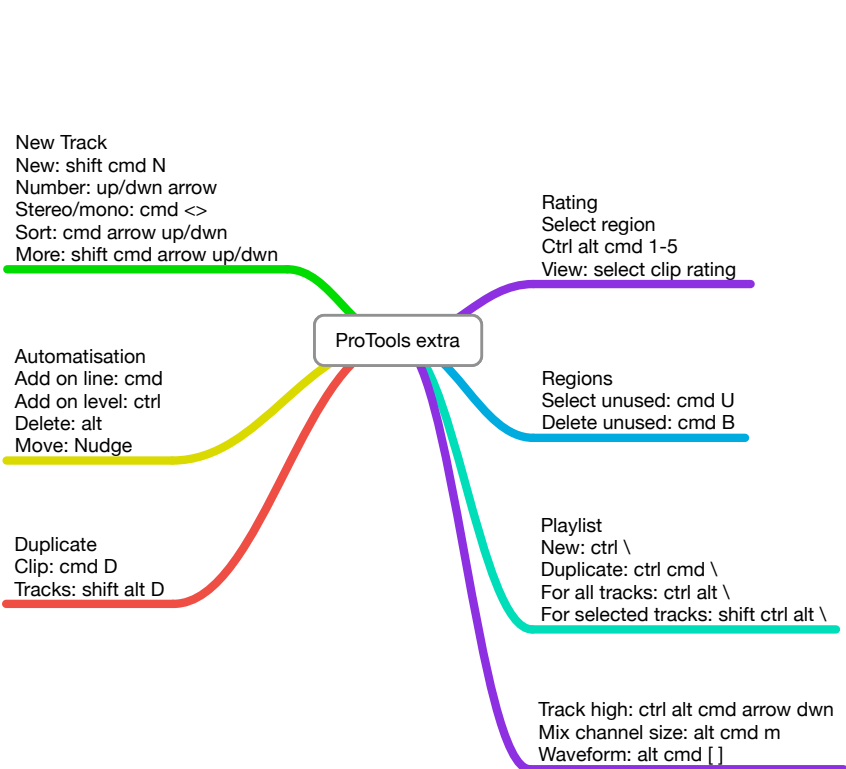 New Track
New: shift cmd N
Number: up/dwn arrow
Stereo/mono: cmd <>
Sort: cmd arrow up/dwn
More: shift cmd arrow up/dwn
Automatisation
Add on line: cmd
Add on level: ctrl
Delete: alt
Move: Nudge
Duplicate
Clip: cmd D
Tracks: shift alt D
ProTools extra
Rating
Select region
Ctrl alt cmd 1-5
View: select clip rating
Regions
Select unused: cmd U
Delete unused: cmd B
Playlist
New: ctrl \
Duplicate: ctrl cmd \
For all tracks: ctrl alt \
For selected tracks: shift ctrl alt \
Track high: ctrl alt cmd arrow dwn
Mix channel size: alt cmd m
Waveform: alt cmd [ ]